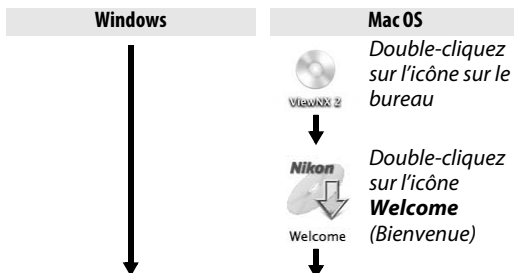 Windows
Mac OS
Double-cliquez
sur l’icône sur le
bureau
ViewNX 2
Double-cliquez
sur l’icône
Welcome
(Bienvenue)
Nikon
Welcome